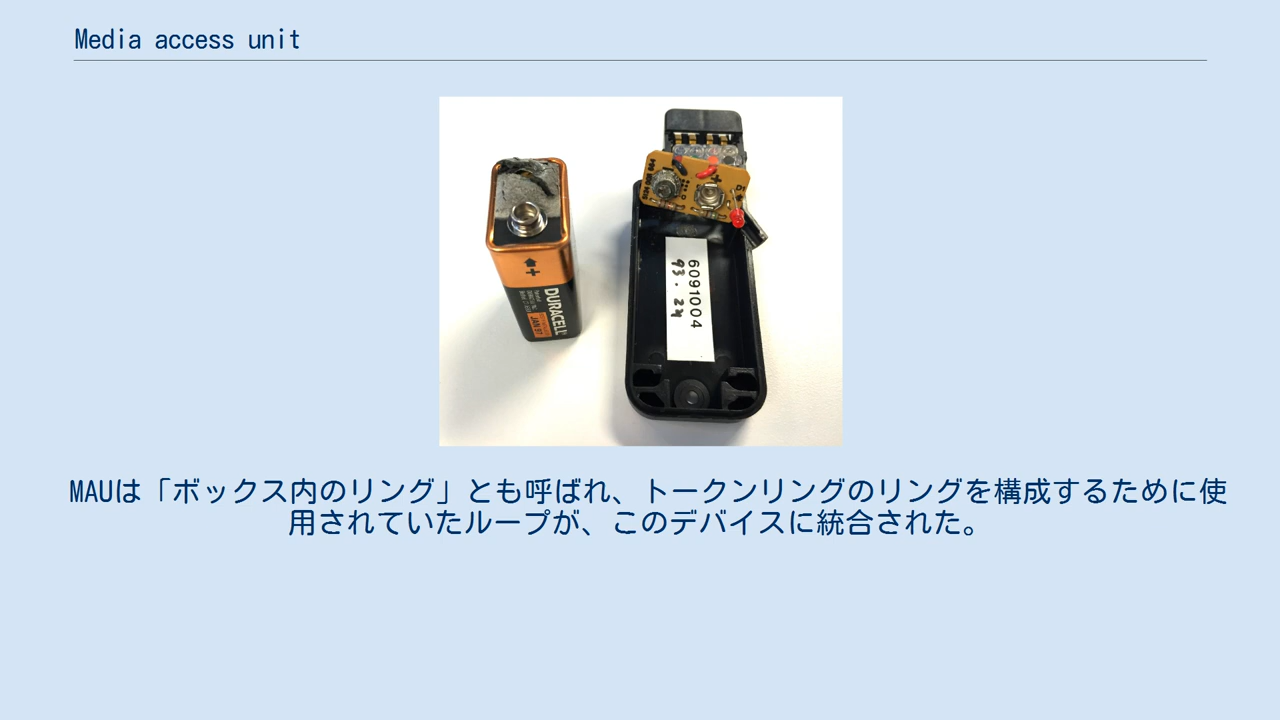 Media access unit
DURACELL
JAN 97
6091004
93.24
MAUは「ボックス内のリング」とも呼ばれ、トークンリングのリングを構成するために使
用されていたループが、このデバイスに統合された。